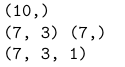 (10,)
(7, 3) (7,)
(7, 3, 1)